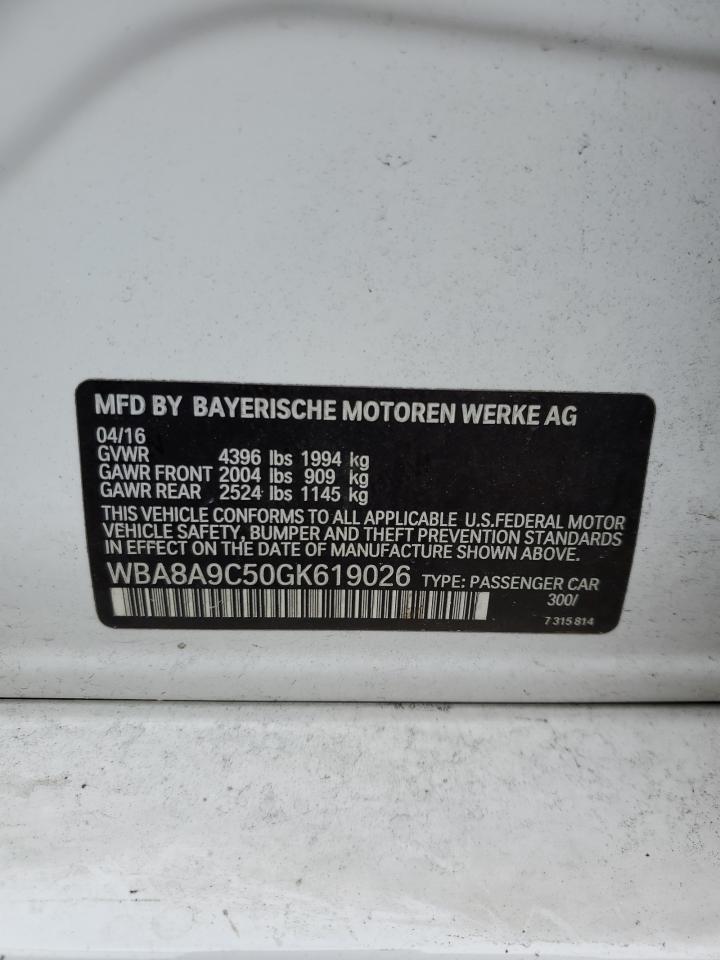 MFD BY BAYERISCHE MOTOREN WERKE AG
04/16
GVWR 4396 lbs 1994 kg
GAWR FRONT 2004 lbs 909 kg
GAWR REAR 2524 lbs 1145 kg
THIS VEHICLE CONFORMS TO ALL APPLICABLE U.S.FEDERAL MOTOR
VEHICLE SAFETY, BUMPER AND THEFT PREVENTION STANDARDS
IN EFFECT ON THE DATE OF MANUFACTURE SHOWN ABOVE.
WBA8A9C50GK619026 TYPE: PASSENGER CAR
300/
7 315 814